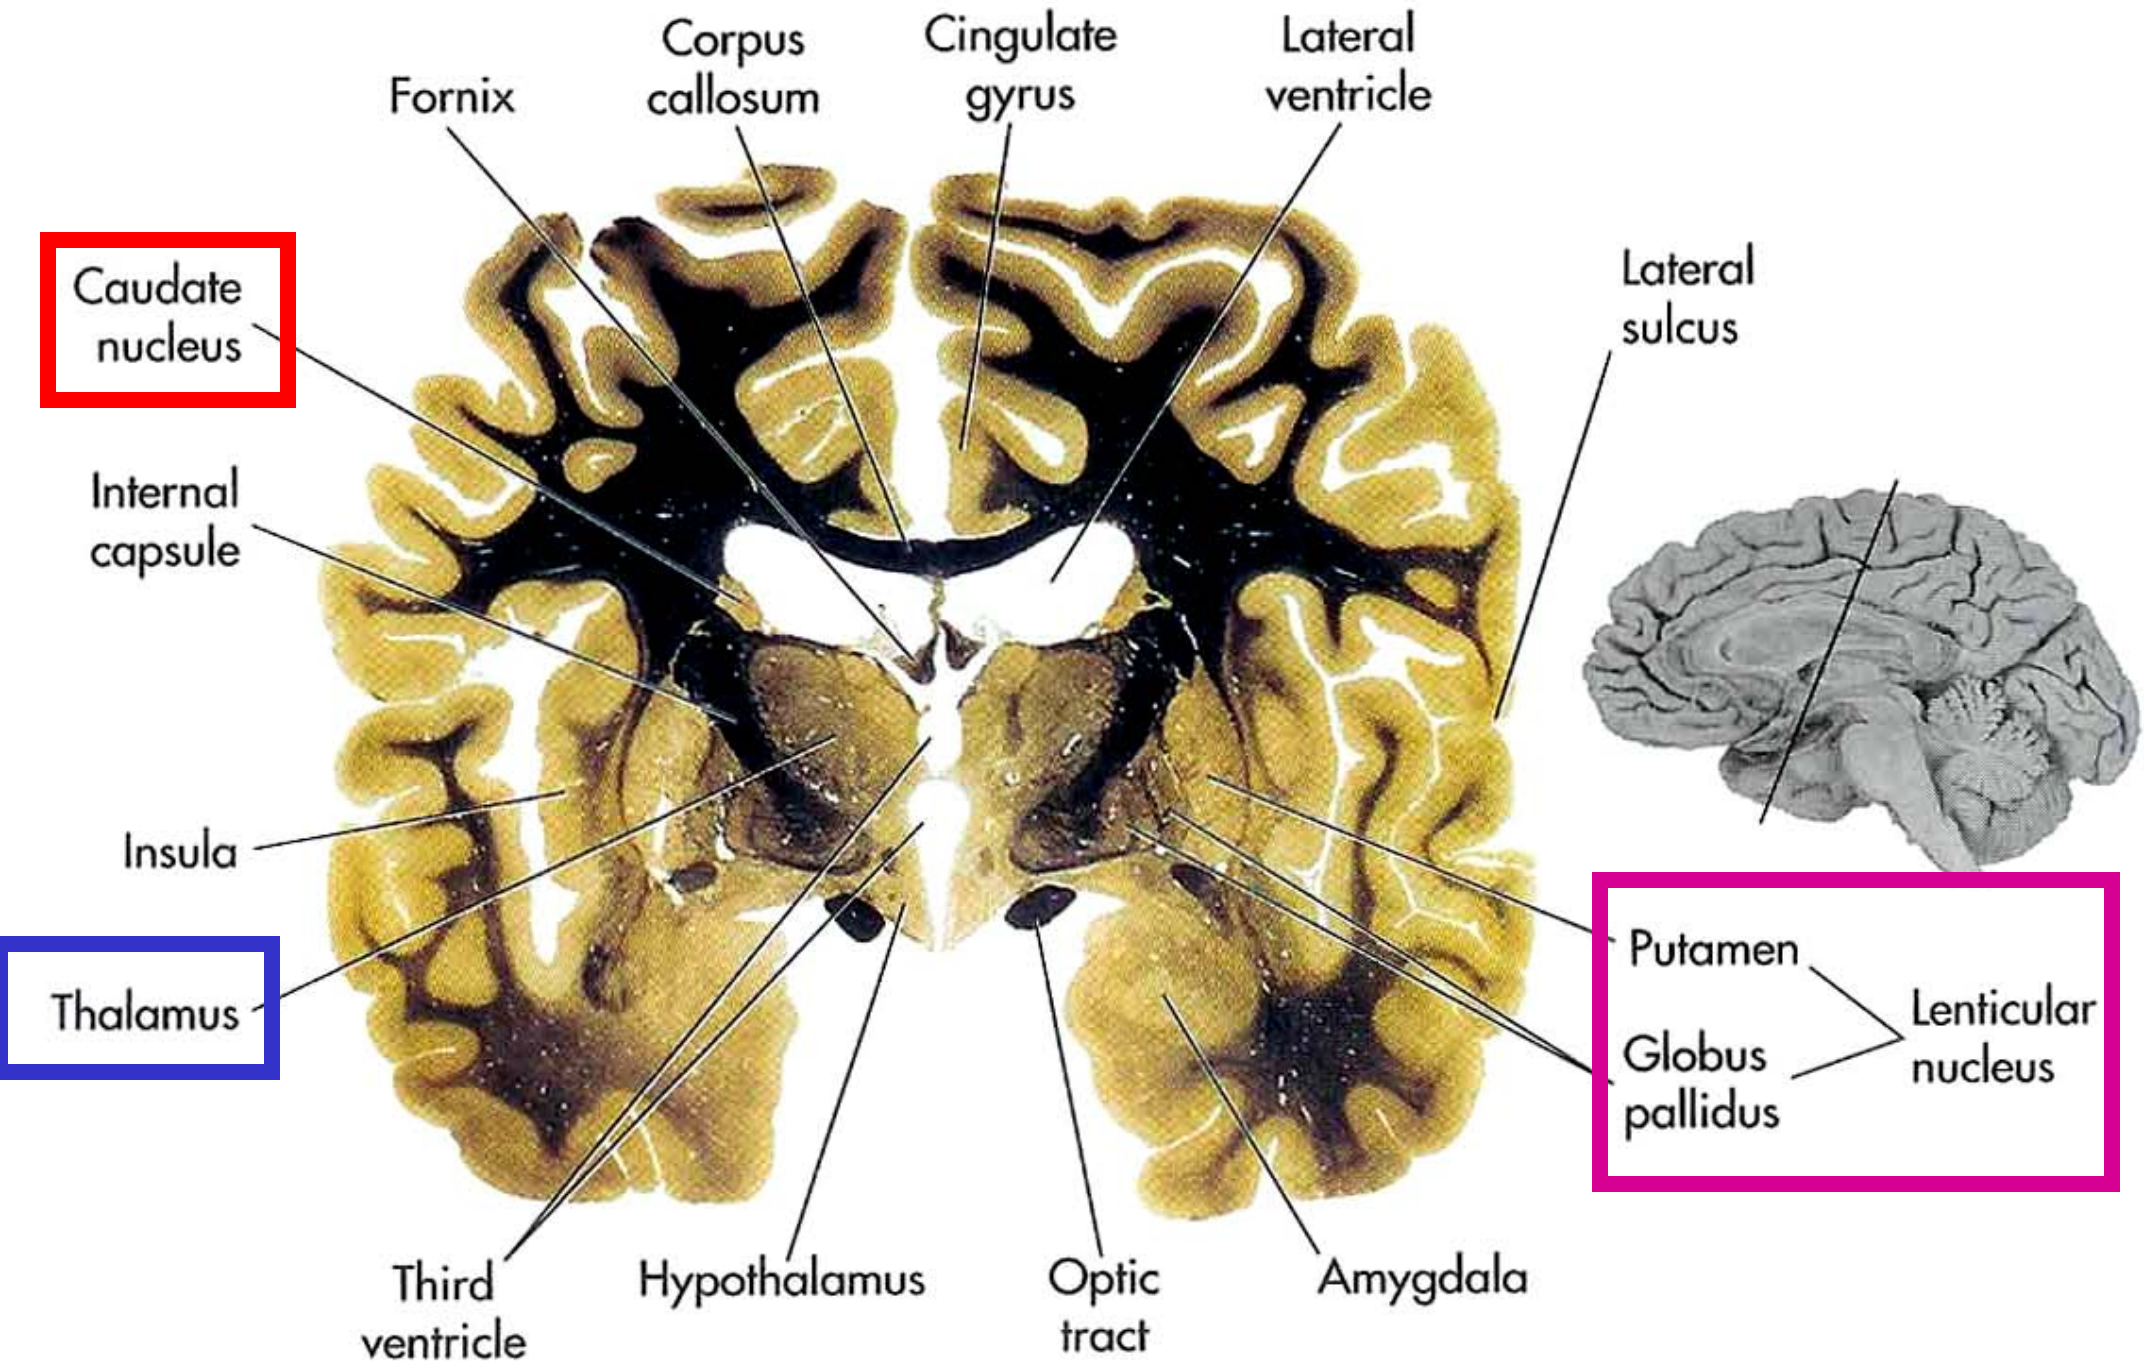 Fornix
Corpus
callosum
Cingulate
gyrus
Lateral
ventricle
Caudate
nucleus
Lateral
sulcus
Internal
capsule
Insula
Thalamus
Putamen
Globus
pallidus
Lenticular
nucleus
Third
ventricle
Hypothalamus
Optic
tract
Amygdala